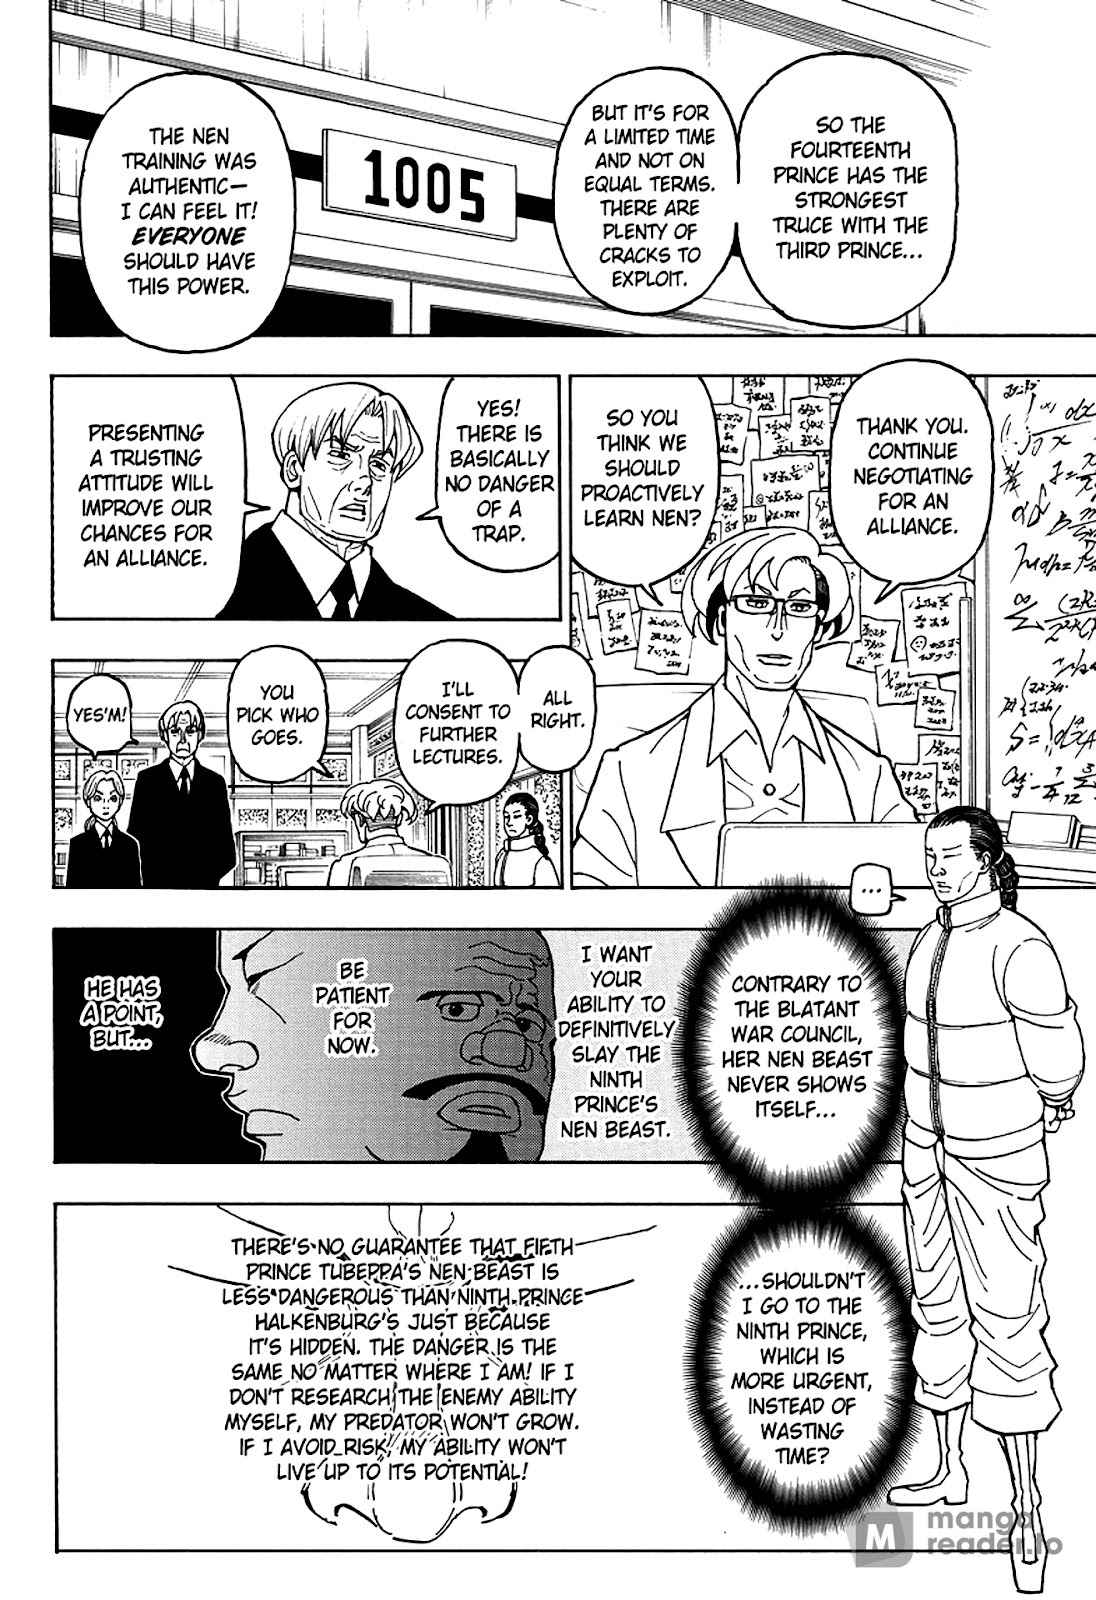 SO THE
FOURTEENTH
PRINCE HAS THE
STRONGEST
TRUCE WITH THE
THIRD PRINCE...
BUT IT'S FOR
A LIMITED TIME
AND NOT ON
EQUAL TERMS.
THERE ARE
PLENTY OF
CRACKS TO
EXPLOIT.
1005
THE NEN
TRAINING WAS
AUTHENTIC—
I CAN FEEL IT!
EVERYONE
SHOULD HAVE
THIS POWER.
THANK YOU.
CONTINUE
NEGOTIATING
FOR AN
ALLIANCE.
SO YOU
THINK WE
SHOULD
PROACTIVELY
LEARN NEN?
YES!
THERE IS
BASICALLY
NO DANGER
OF A
TRAP.
PRESENTING
A TRUSTING
ATTITUDE WILL
IMPROVE OUR
CHANCES FOR
AN ALLIANCE.
ALL
RIGHT.
I'LL
CONSENT TO
FURTHER
LECTURES.
YOU
PICK WHO
GOES.
YES'M!
...
CONTRARY TO
THE BLATANT
WAR COUNCIL,
HER NEN BEAST
NEVER SHOWS
ITSELF...
...SHOULDN'T
I GO TO THE
NINTH PRINCE,
WHICH IS
MORE URGENT,
INSTEAD OF
WASTING
TIME?
I WANT
YOUR
ABILITY TO
DEFINITIVELY
SLAY THE
NINTH
PRINCE'S
NEN BEAST.
BE
PATIENT
FOR
NOW.
HE HAS
A POINT,
BUT...
THERE'S NO GUARANTEE THAT FIFTH
PRINCE TUBEPPA'S NEN BEAST IS
LESS DANGEROUS THAN NINTH PRINCE
HALKENBURG'S JUST BECAUSE
IT'S HIDDEN. THE DANGER IS THE
SAME NO MATTER WHERE I AM! IF I
DON'T RESEARCH THE ENEMY ABILITY
MYSELF, MY PREDATOR WON'T GROW.
IF I AVOID RISK, MY ABILITY WON'T
LIVE UP TO ITS POTENTIAL!
M manga
reader.to